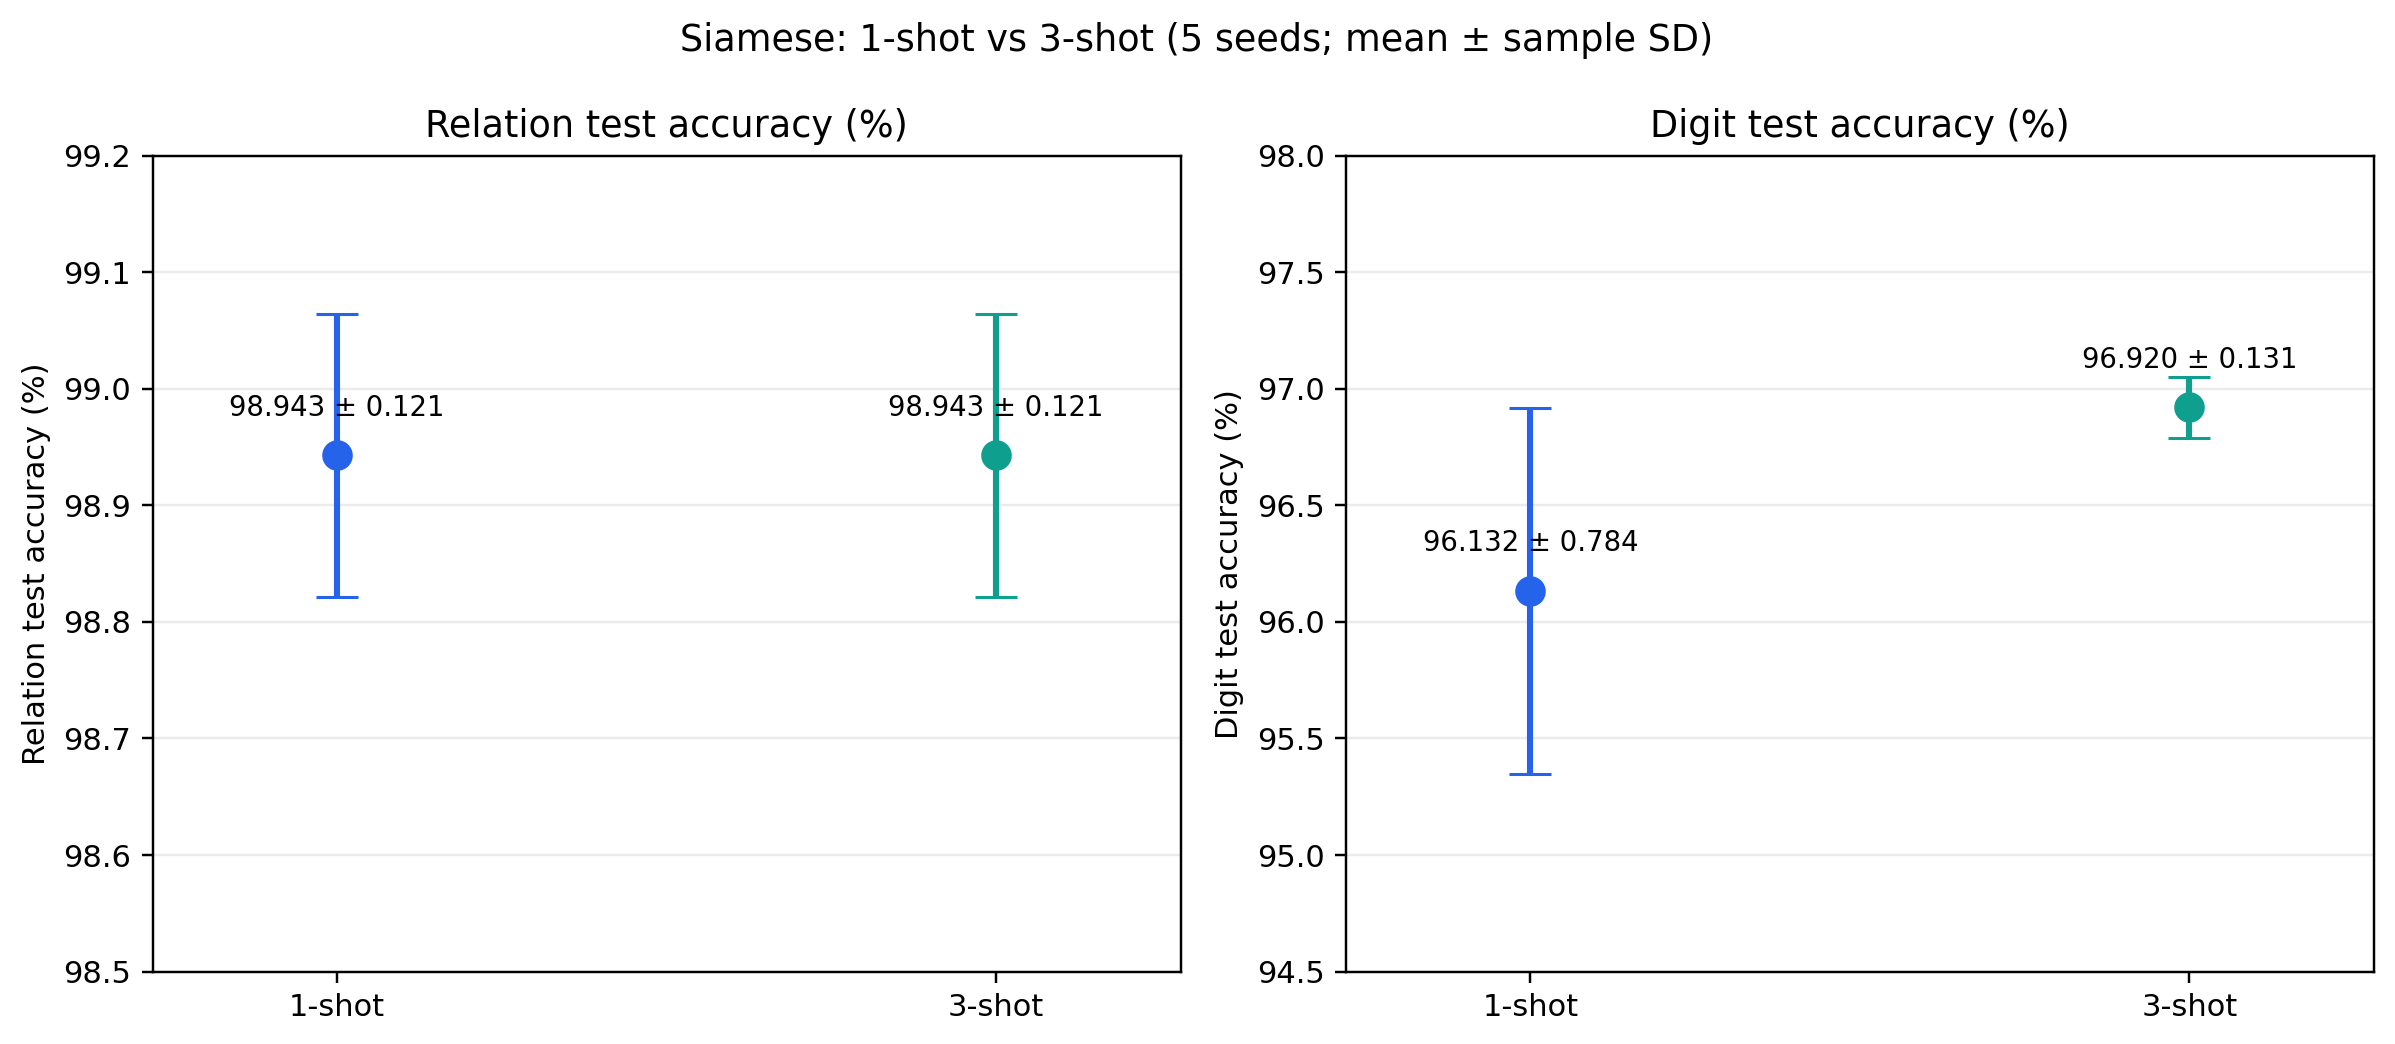 Siamese: 1-shot vs 3-shot (5 seeds; mean ± sample SD)
Relation test accuracy (%)
Relation test accuracy (%)
99.2
99.1
99.0
98.9
98.8
98.7
98.6
98.5
98.943 ± 0.121
98.943 ± 0.121
1-shot
3-shot
Digit test accuracy (%)
Digit test accuracy (%)
98.0
97.5
97.0
96.5
96.0
95.5
95.0
94.5
96.132 ± 0.784
96.920 ± 0.131
1-shot
3-shot